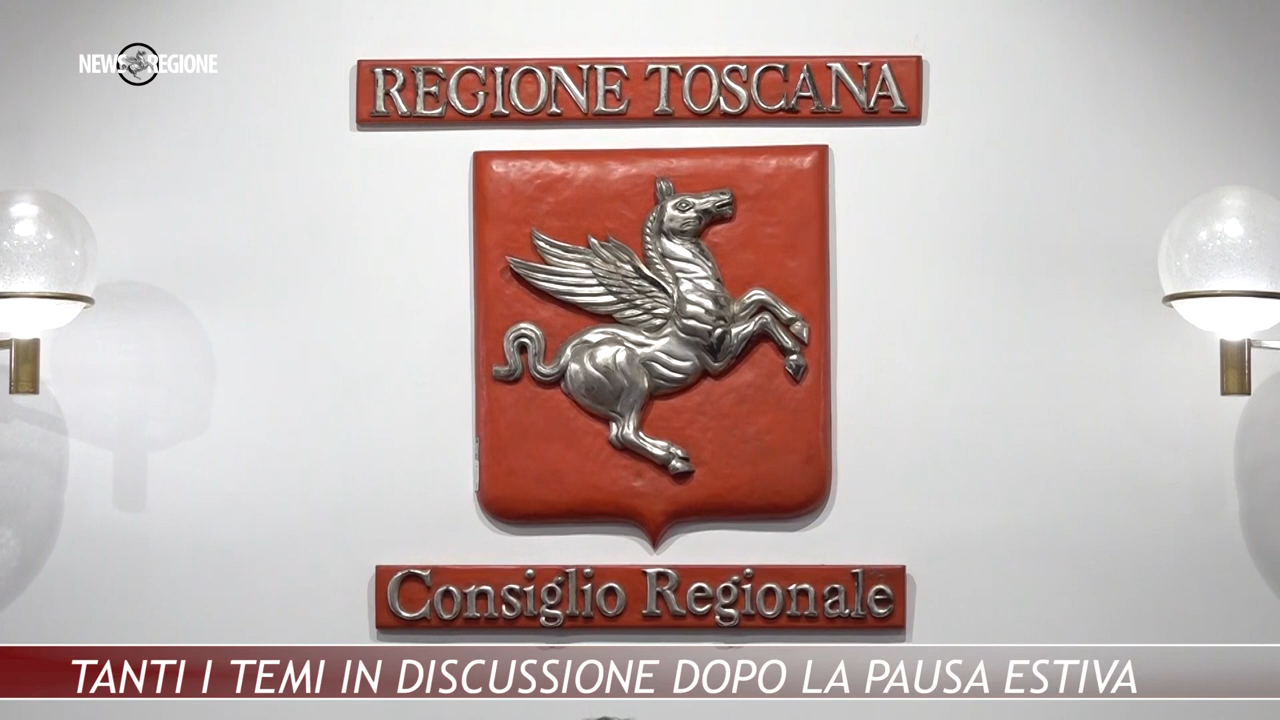 NEWS REGIONE
REGIONE TOSCANA
Consiglio Regionale
TANTI I TEMI IN DISCUSSIONE DOPO LA PAUSA ESTIVA